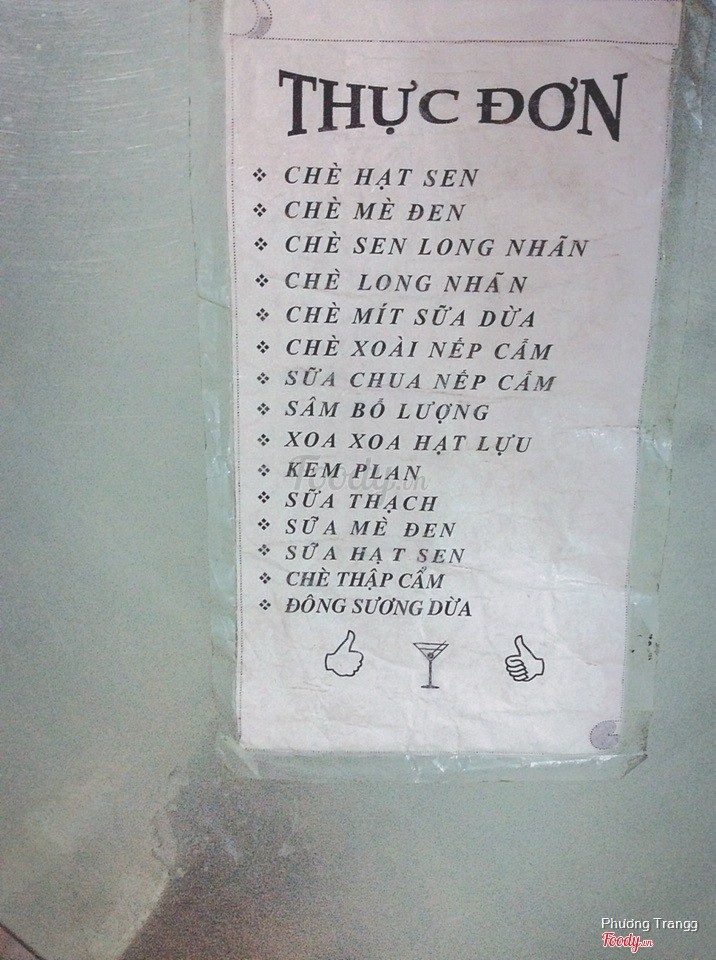 THỰC ĐƠN
❖ CHÈ HẠT SEN
❖ CHÈ MÈ ĐEN
❖ CHÈ SEN LONG NHÃN
❖ CHÈ LONG NHÃN
❖ CHÈ MÍT SỮA DỪA
❖ CHÈ XOÀI NẾP CẨM
❖ SỮA CHUA NẾP CẨM
❖ SÂM BỔ LƯỢNG
❖ XOA XOA HẠT LỰU
❖ KEM PLAN
Foody.vn
❖ SỮA THẠCH
❖ SỮA MÈ ĐEN
❖ SỮA HẠT SEN
❖ CHÈ THẬP CẨM
❖ ĐÔNG SƯƠNG DỪA
Phương Trangg
Foody.vn